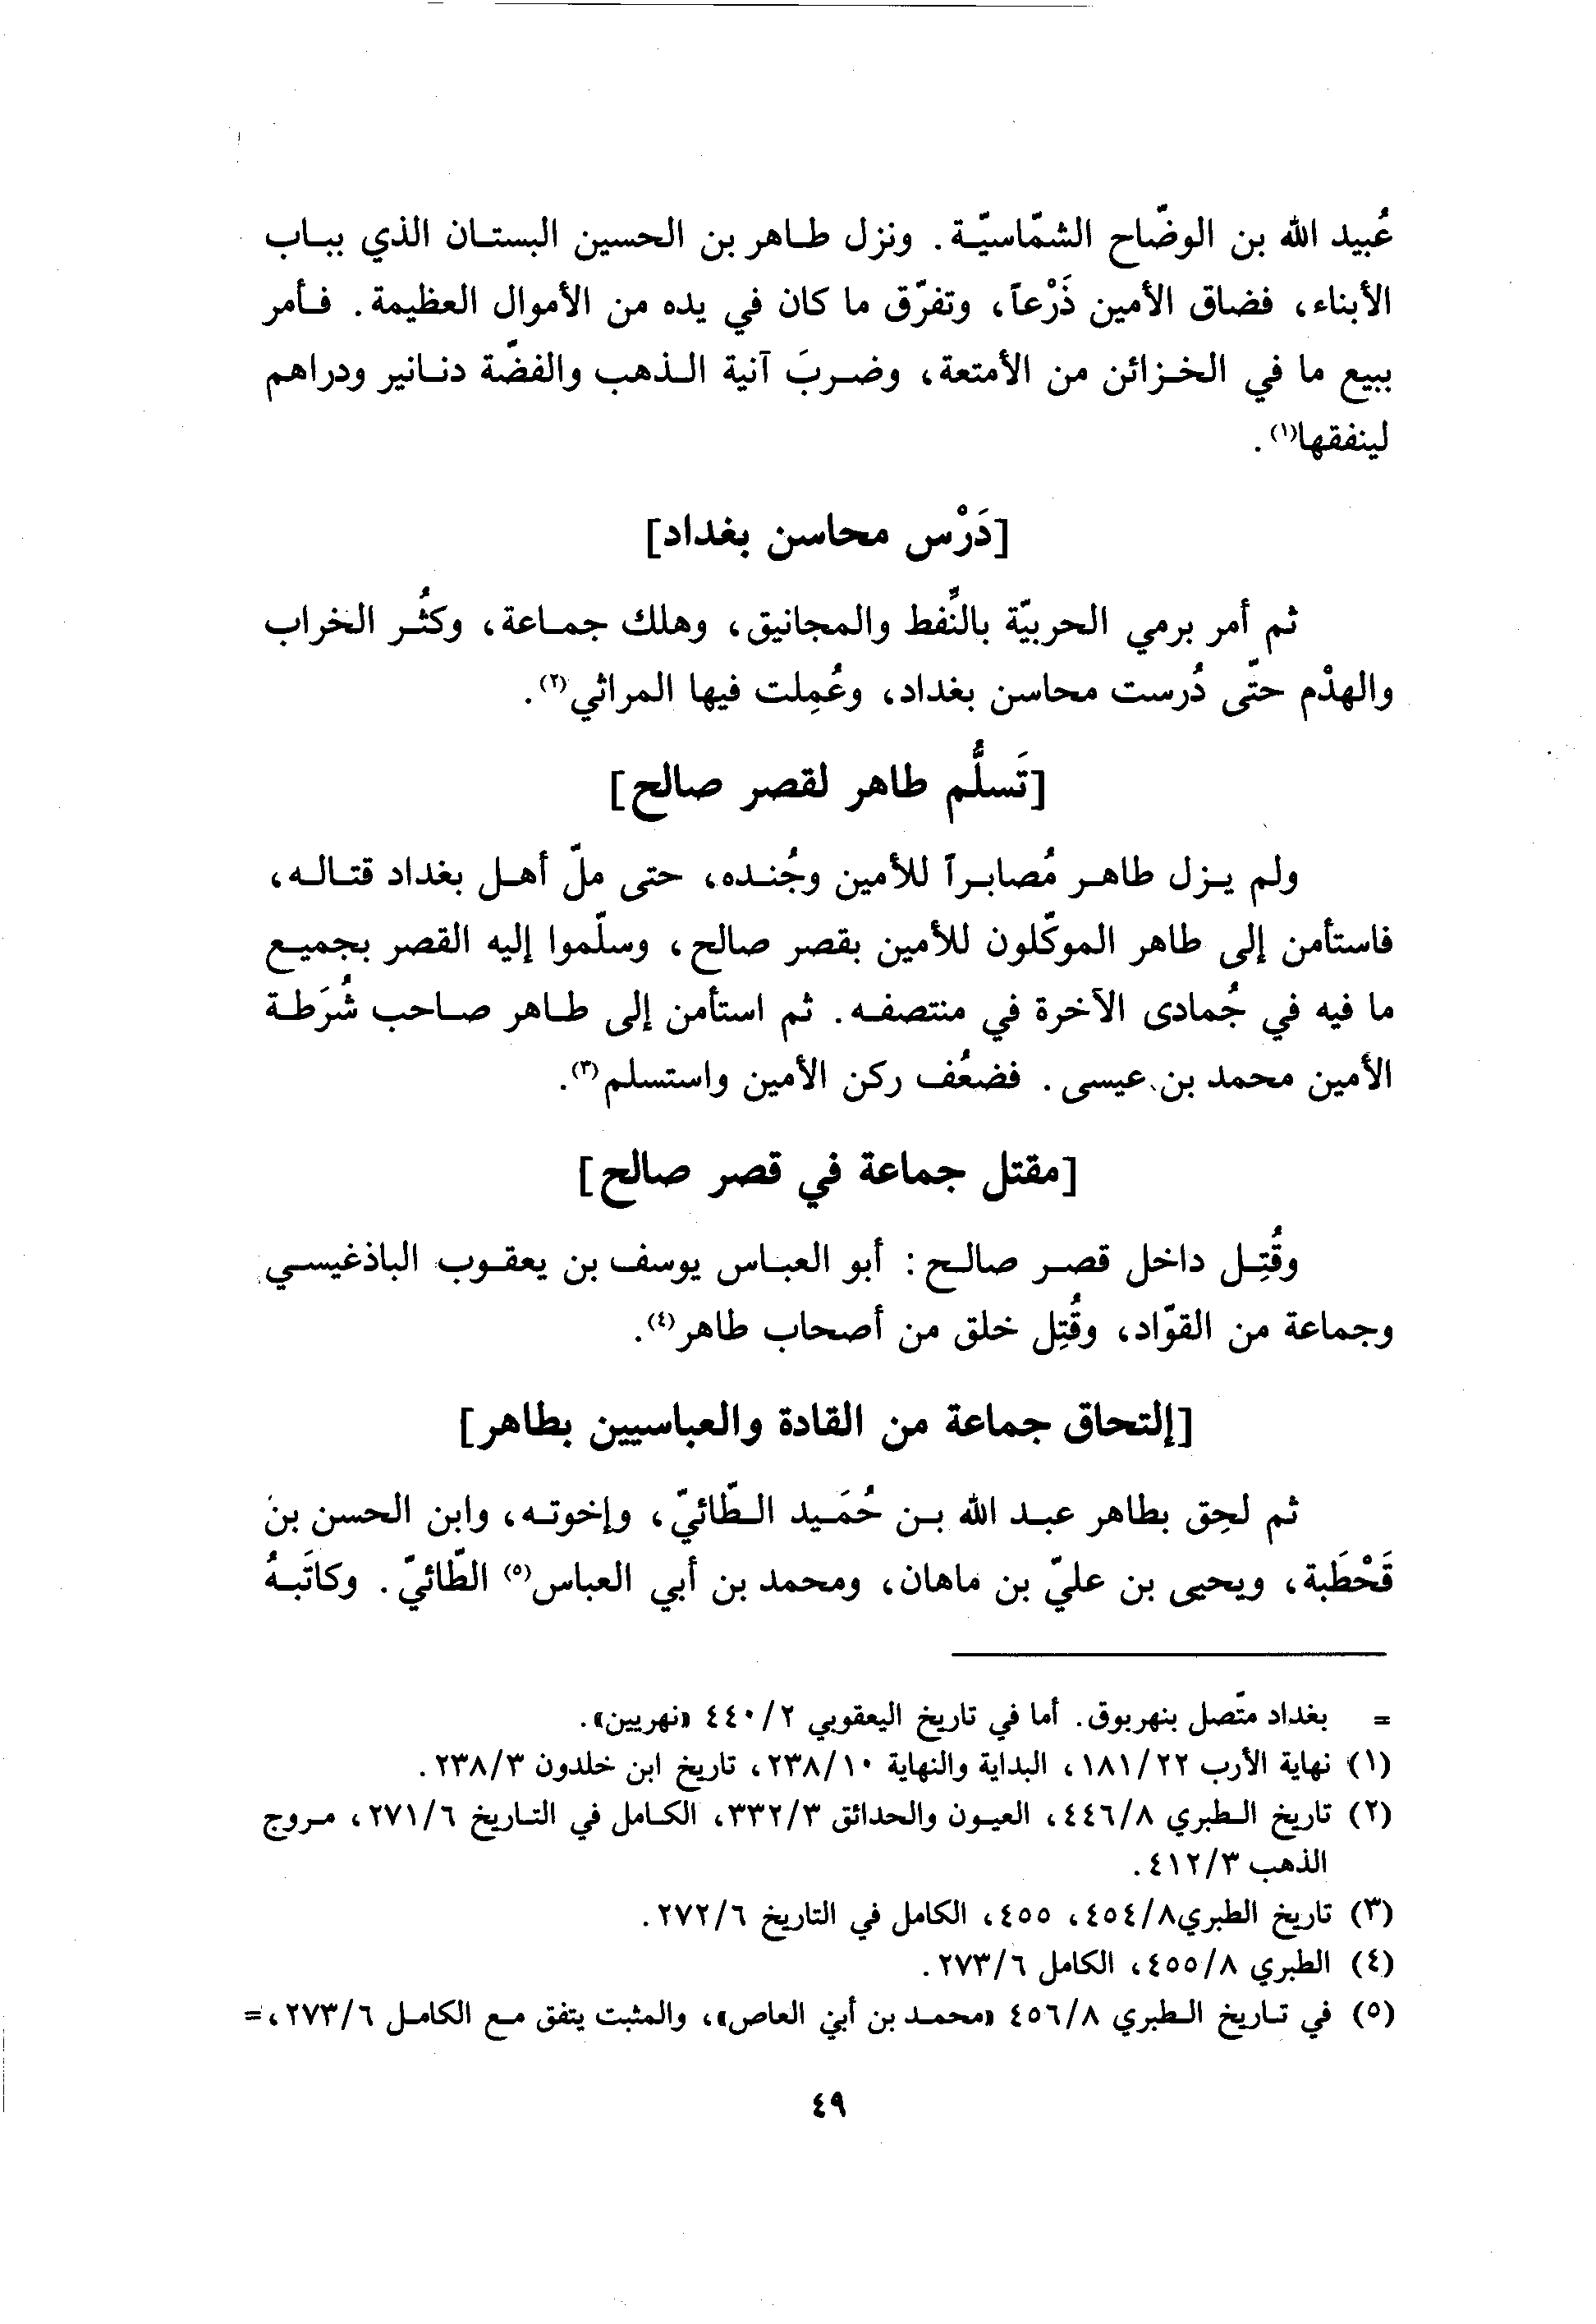 عُبيد الله بن الوضّاح الشمّاسيّة. ونزل طاهر بن الحسين البستان الذي بباب
الأبناء، فضاق الأمين ذَرْعاً، وتفرّق ما كان في يده من الأموال العظيمة. فأمر
ببيع ما في الخزائن من الأمتعة، وضربَ آنية الذهب والفضّة دنانير ودراهم
لينفقها(١).
[دَرْس محاسن بغداد]
ثم أمر برمي الحربيّة بالنِّفط والمجانيق، وهلك جماعة، وكثُر الخراب
والهدْم حتّى دُرست محاسن بغداد، وعُمِلت فيها المراثي(٢).
[تَسلُّم طاهر لقصر صالح]
ولم يزل طاهر مُصابراً للأمين وجُنده، حتى ملّ أهل بغداد قتاله،
فاستأمن إلى طاهر الموكّلون للأمين بقصر صالح، وسلّموا إليه القصر بجميع
ما فيه في جُمادى الآخرة في منتصفه. ثم استأمن إلى طاهر صاحب شُرَطة
الأمين محمد بن عيسى. فضعُف ركن الأمين واستسلم(٣).
[مقتل جماعة في قصر صالح]
وقُتِل داخل قصر صالح: أبو العباس يوسف بن يعقوب الباذغيسي
وجماعة من القوّاد، وقُتِل خلق من أصحاب طاهر(٤).
[إلتحاق جماعة من القادة والعباسيين بطاهر]
ثم لحِق بطاهر عبد الله بن حُمَيد الطّائيّ، وإخوته، وابن الحسن بن
قَحْطَبة، ويحيى بن عليّ بن ماهان، ومحمد بن أبي العباس(٥) الطّائيّ. وكاتَبهُ
= بغداد متّصل بنهربوق. أما في تاريخ اليعقوبي ٤٤٠/٢ «نهريين».
(١) نهاية الأرب ١٨١/٢٢، البداية والنهاية ٢٣٨/١٠، تاريخ ابن خلدون ٢٣٨/٣.
(٢) تاريخ الطبري ٤٤٦/٨، العيون والحدائق ٣٣٢/٣، الكامل في التاريخ ٢٧١/٦، مروج
الذهب ٤١٢/٣.
(٣) تاريخ الطبري ٤٥٤/٨، ٤٥٥، الكامل في التاريخ ٢٧٢/٦.
(٤) الطبري ٤٥٥/٨، الكامل ٢٧٣/٦.
(٥) في تاريخ الطبري ٤٥٦/٨ «محمد بن أبي العاص»، والمثبت يتفق مع الكامل ٢٧٣/٦، =
٤٩